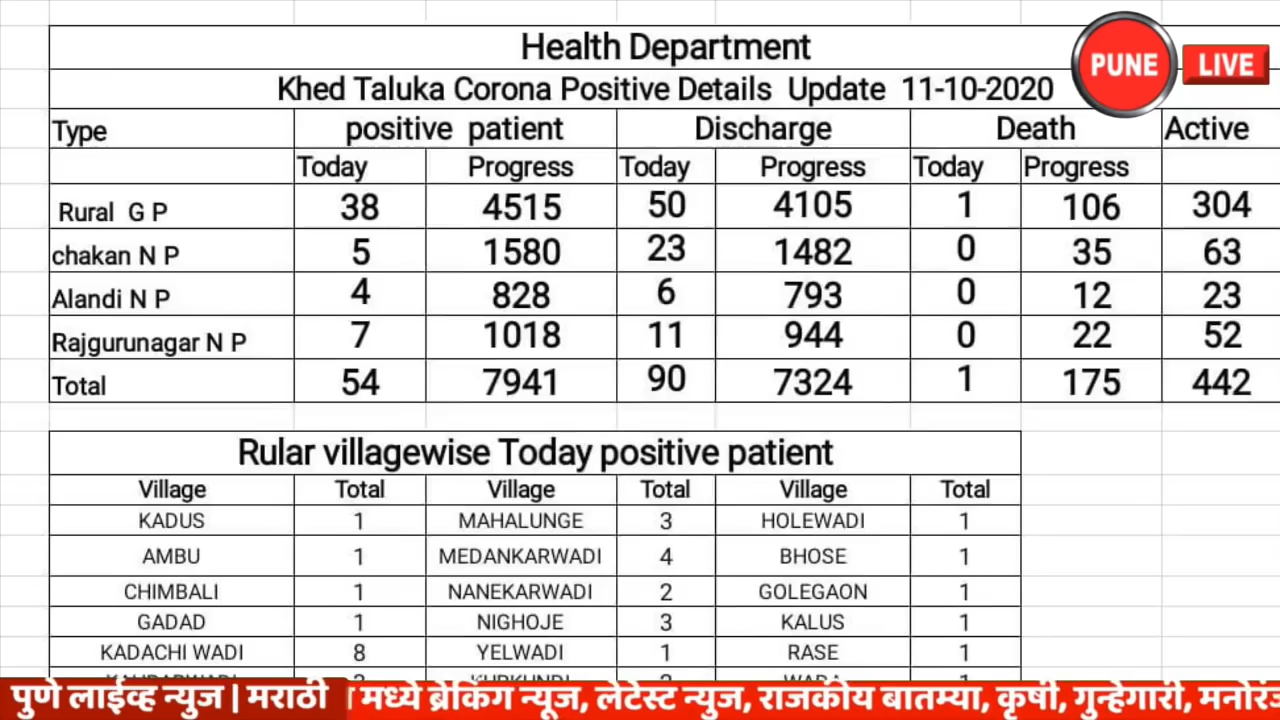 Health Department
PUNE LIVE
Khed Taluka Corona Positive Details Update 11-10-2020
Type positive patient Discharge Death Active
Today Progress Today Progress Today Progress
Rural G P 38 4515 50 4105 1 106 304
chakan N P 5 1580 23 1482 0 35 63
Alandi N P 4 828 6 793 0 12 23
Rajgurunagar N P 7 1018 11 944 0 22 52
Total 54 7941 90 7324 1 175 442
Rular villagewise Today positive patient
Village Total Village Total Village Total
KADUS 1 MAHALUNGE 3 HOLEWADI 1
AMBU 1 MEDANKARWADI 4 BHOSE 1
CHIMBALI 1 NANEKARWADI 2 GOLEGAON 1
GADAD 1 NIGHOJE 3 KALUS 1
KADACHI WADI 8 YELWADI 1 RASE 1
पुणे लाईव्ह न्युज | मराठी मध्ये ब्रेकिंग न्यूज, लेटेस्ट न्युज, राजकीय बातम्या, कृषी, गुन्हेगारी,